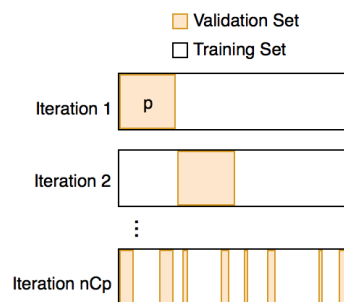 Validation Set
Training Set
Iteration 1
p
Iteration 2
...
Iteration nCp